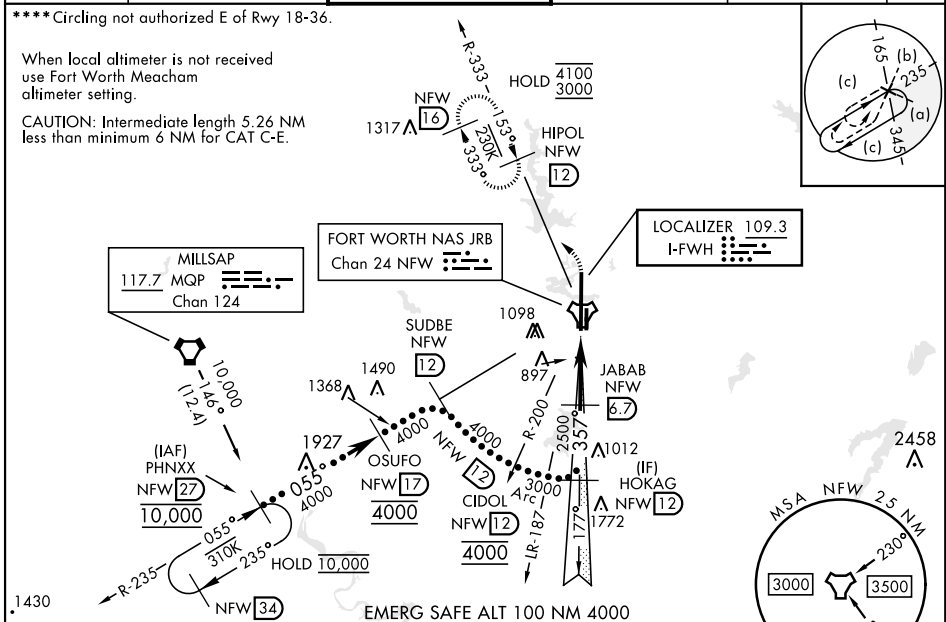 ****Circling not authorized E of Rwy 18-36.
When local altimeter is not received
use Fort Worth Meacham
altimeter setting.
CAUTION: Intermediate length 5.26 NM
less than minimum 6 NM for CAT C-E.
R-333
HOLD 4100
3000
NFW
16
1317
153°
230K
333°
HIPOL
NFW
12
165
(b)
235
(c)
(a)
(c)
345
MILLSAP
117.7 MQP
Chan 124
FORT WORTH NAS JRB
Chan 24 NFW
LOCALIZER 109.3
I-FWH
10,000
146°
(12.4)
SUDBE
NFW
12
1098
897
1368
1490
JABAB
NFW
6.7
R-200
2500
357°
1012
2458
1927
4000
4000
NFW 12
Arc
3000
(IAF)
PHNXX
NFW 27
10,000
055°
4000
OSUFO
NFW 17
4000
CIDOL
NFW 12
4000
(IF)
HOKAG
NFW 12
1772
177°
LR-187
055°
310K
235°
HOLD 10,000
R-235
NFW 34
1430
EMERG SAFE ALT 100 NM 4000
MSA NFW 25 NM
230°
3000
3500